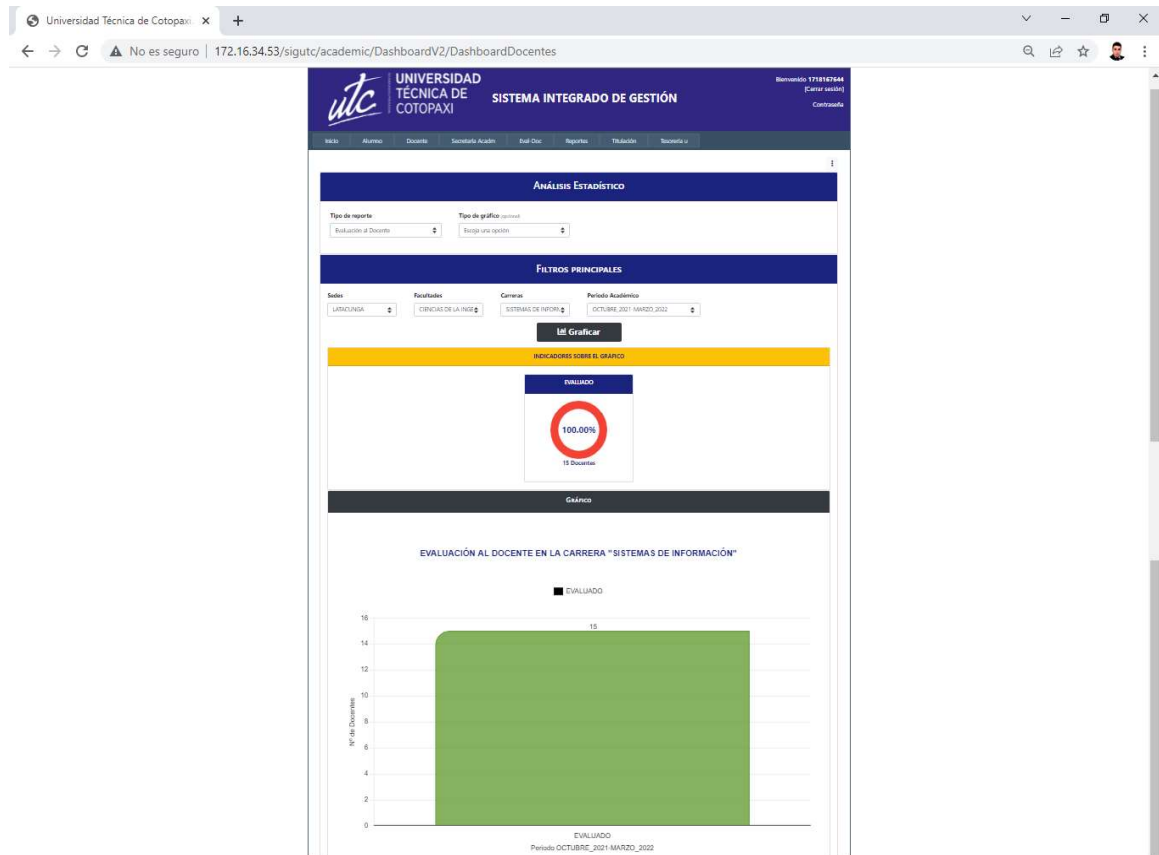 Universidad Técnica de Cotopaxi
No es seguro | 172.16.34.53/sigutc/academic/DashboardV2/DashboardDocentes
utc
UNIVERSIDAD
TÉCNICA DE
COTOPAXI
SISTEMA INTEGRADO DE GESTIÓN
Bienvenido 1718167644
[Cerrar sesión]
Contraseña
Inicio Alumno Docente Secretaría Acadm Eval-Doc Reportes Titulación Tesorería u
ANÁLISIS ESTADÍSTICO
Tipo de reporte Tipo de gráfico (opcional)
Evaluación al Docente Escoja una opción
FILTROS PRINCIPALES
Sedes Facultades Carreras Periodo Académico
LATACUNGA CIENCIAS DE LA INGE SISTEMAS DE INFORM OCTUBRE_2021-MARZO_2022
Graficar
INDICADORES SOBRE EL GRÁFICO
EVALUADO
100.00%
15 Docentes
GRÁFICO
EVALUACIÓN AL DOCENTE EN LA CARRERA "SISTEMAS DE INFORMACIÓN"
EVALUADO
16
15
14
12
10
8
6
4
2
0
Nº de Docentes
EVALUADO
Periodo OCTUBRE_2021-MARZO_2022